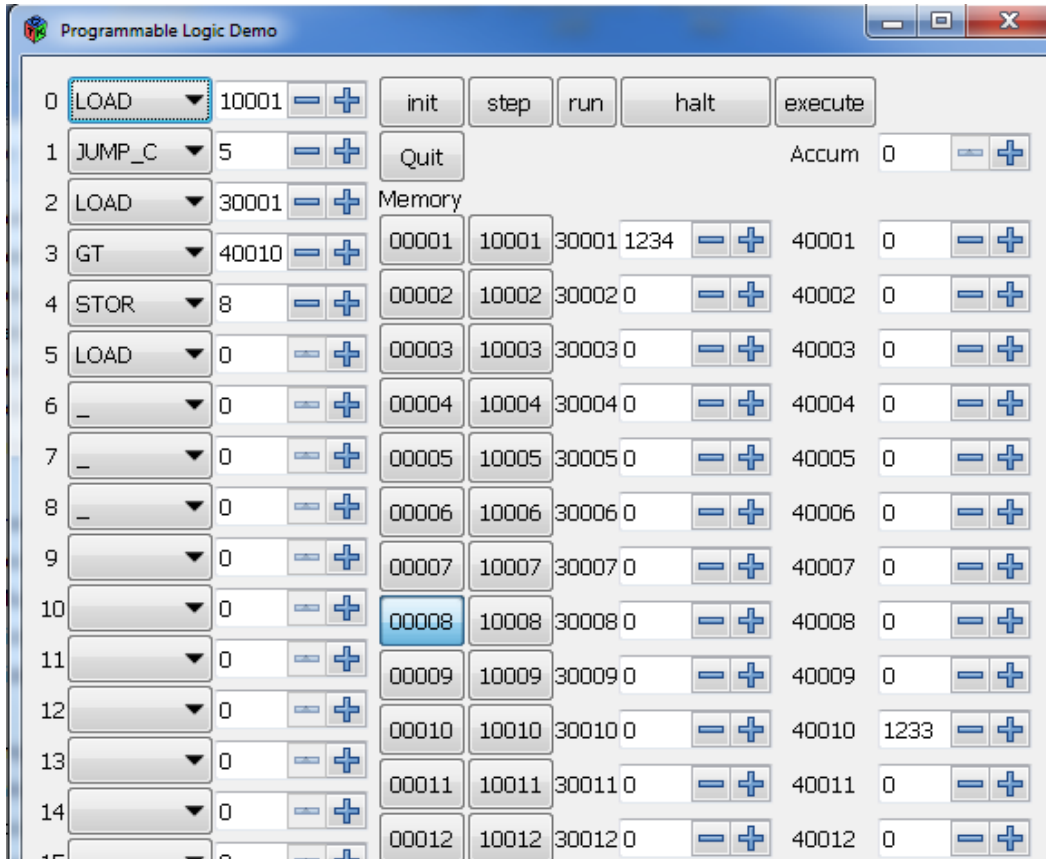 Programmable Logic Demo
0 LOAD 10001 init step run halt execute
1 JUMP_C 5 Quit Accum 0
2 LOAD 30001 Memory
3 GT 40010 00001 10001 30001 1234 40001 0
4 STOR 8 00002 10002 30002 0 40002 0
5 LOAD 0 00003 10003 30003 0 40003 0
6 _ 0 00004 10004 30004 0 40004 0
7 _ 0 00005 10005 30005 0 40005 0
8 _ 0 00006 10006 30006 0 40006 0
9 0 00007 10007 30007 0 40007 0
10 0 00008 10008 30008 0 40008 0
11 0 00009 10009 30009 0 40009 0
12 0 00010 10010 30010 0 40010 1233
13 0 00011 10011 30011 0 40011 0
14 0 00012 10012 30012 0 40012 0